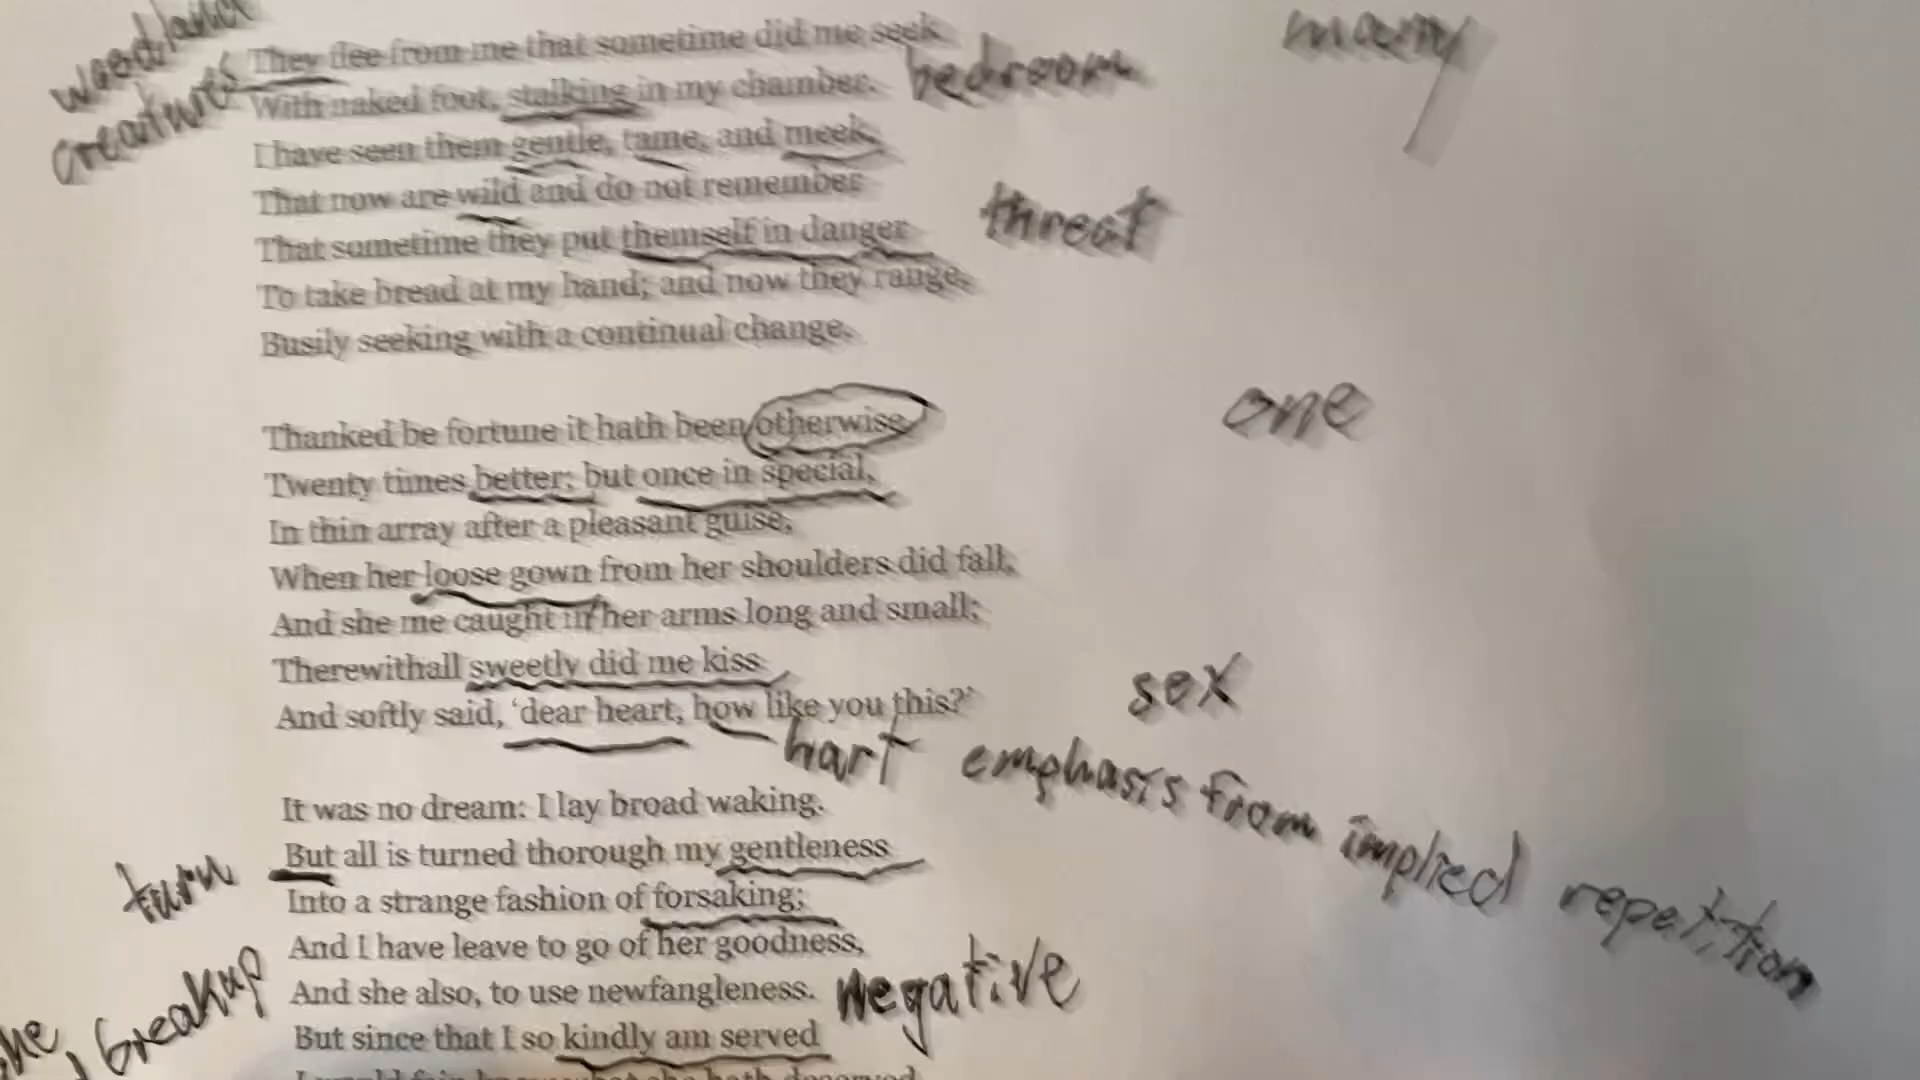 woodland
creatures
They flee from me that sometime did me seek
With naked foot, stalking in my chamber.
bedroom
many
I have seen them gentle, tame, and meek,
That now are wild and do not remember
That sometime they put themself in danger
threat
To take bread at my hand; and now they range,
Busily seeking with a continual change.
Thanked be fortune it hath been otherwise
one
Twenty times better; but once in special,
In thin array after a pleasant guise,
When her loose gown from her shoulders did fall,
And she me caught in her arms long and small;
Therewithall sweetly did me kiss
sex
And softly said, ‘dear heart, how like you this?’
hart
emphasis from implied repetition
It was no dream: I lay broad waking.
turn
But all is turned thorough my gentleness
Into a strange fashion of forsaking;
And I have leave to go of her goodness,
breakup
And she also, to use newfangleness.
negative
But since that I so kindly am served